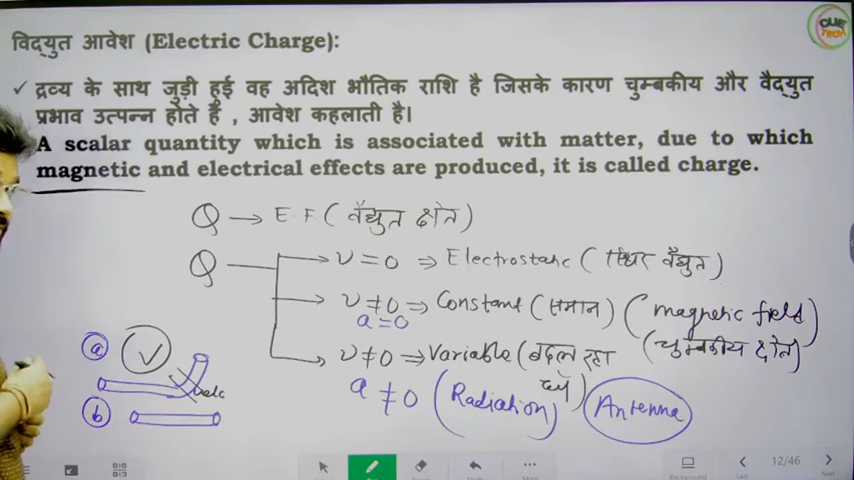 विद्युत आवेश (Electric Charge):
CUE TECH
✓ द्रव्य के साथ जुड़ी हुई वह अदिश भौतिक राशि है जिसके कारण चुम्बकीय और वैद्युत
प्रभाव उत्पन्न होते हैं , आवेश कहलाती है।
A scalar quantity which is associated with matter, due to which
magnetic and electrical effects are produced, it is called charge.
Q → E.F. (वैद्युत क्षेत्र)
Q → v = 0 ⇒ Electrostatic (स्थिर वैद्युत)
→ v ≠ 0 ⇒ Constant (समान) (magnetic field
a = 0
→ v ≠ 0 ⇒ Variable (बदल रहा (चुम्बकीय क्षेत्र)
a ≠ 0 (Radiation) Antenna
a v
b
12/46